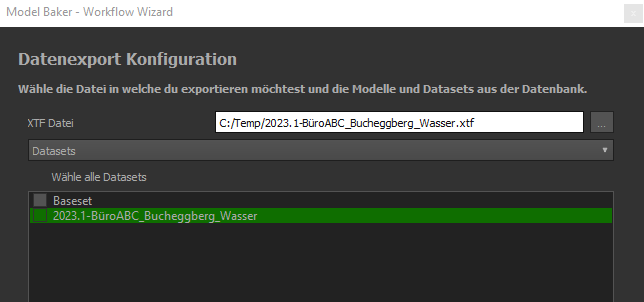 Model Baker - Workflow Wizard
Datenexport Konfiguration
Wähle die Datei in welche du exportieren möchtest und die Modelle und Datasets aus der Datenbank.
XTF Datei C:/Temp/2023.1-BüroABC_Bucheggberg_Wasser.xtf ...
Datasets
Wähle alle Datasets
Baseset
2023.1-BüroABC_Bucheggberg_Wasser